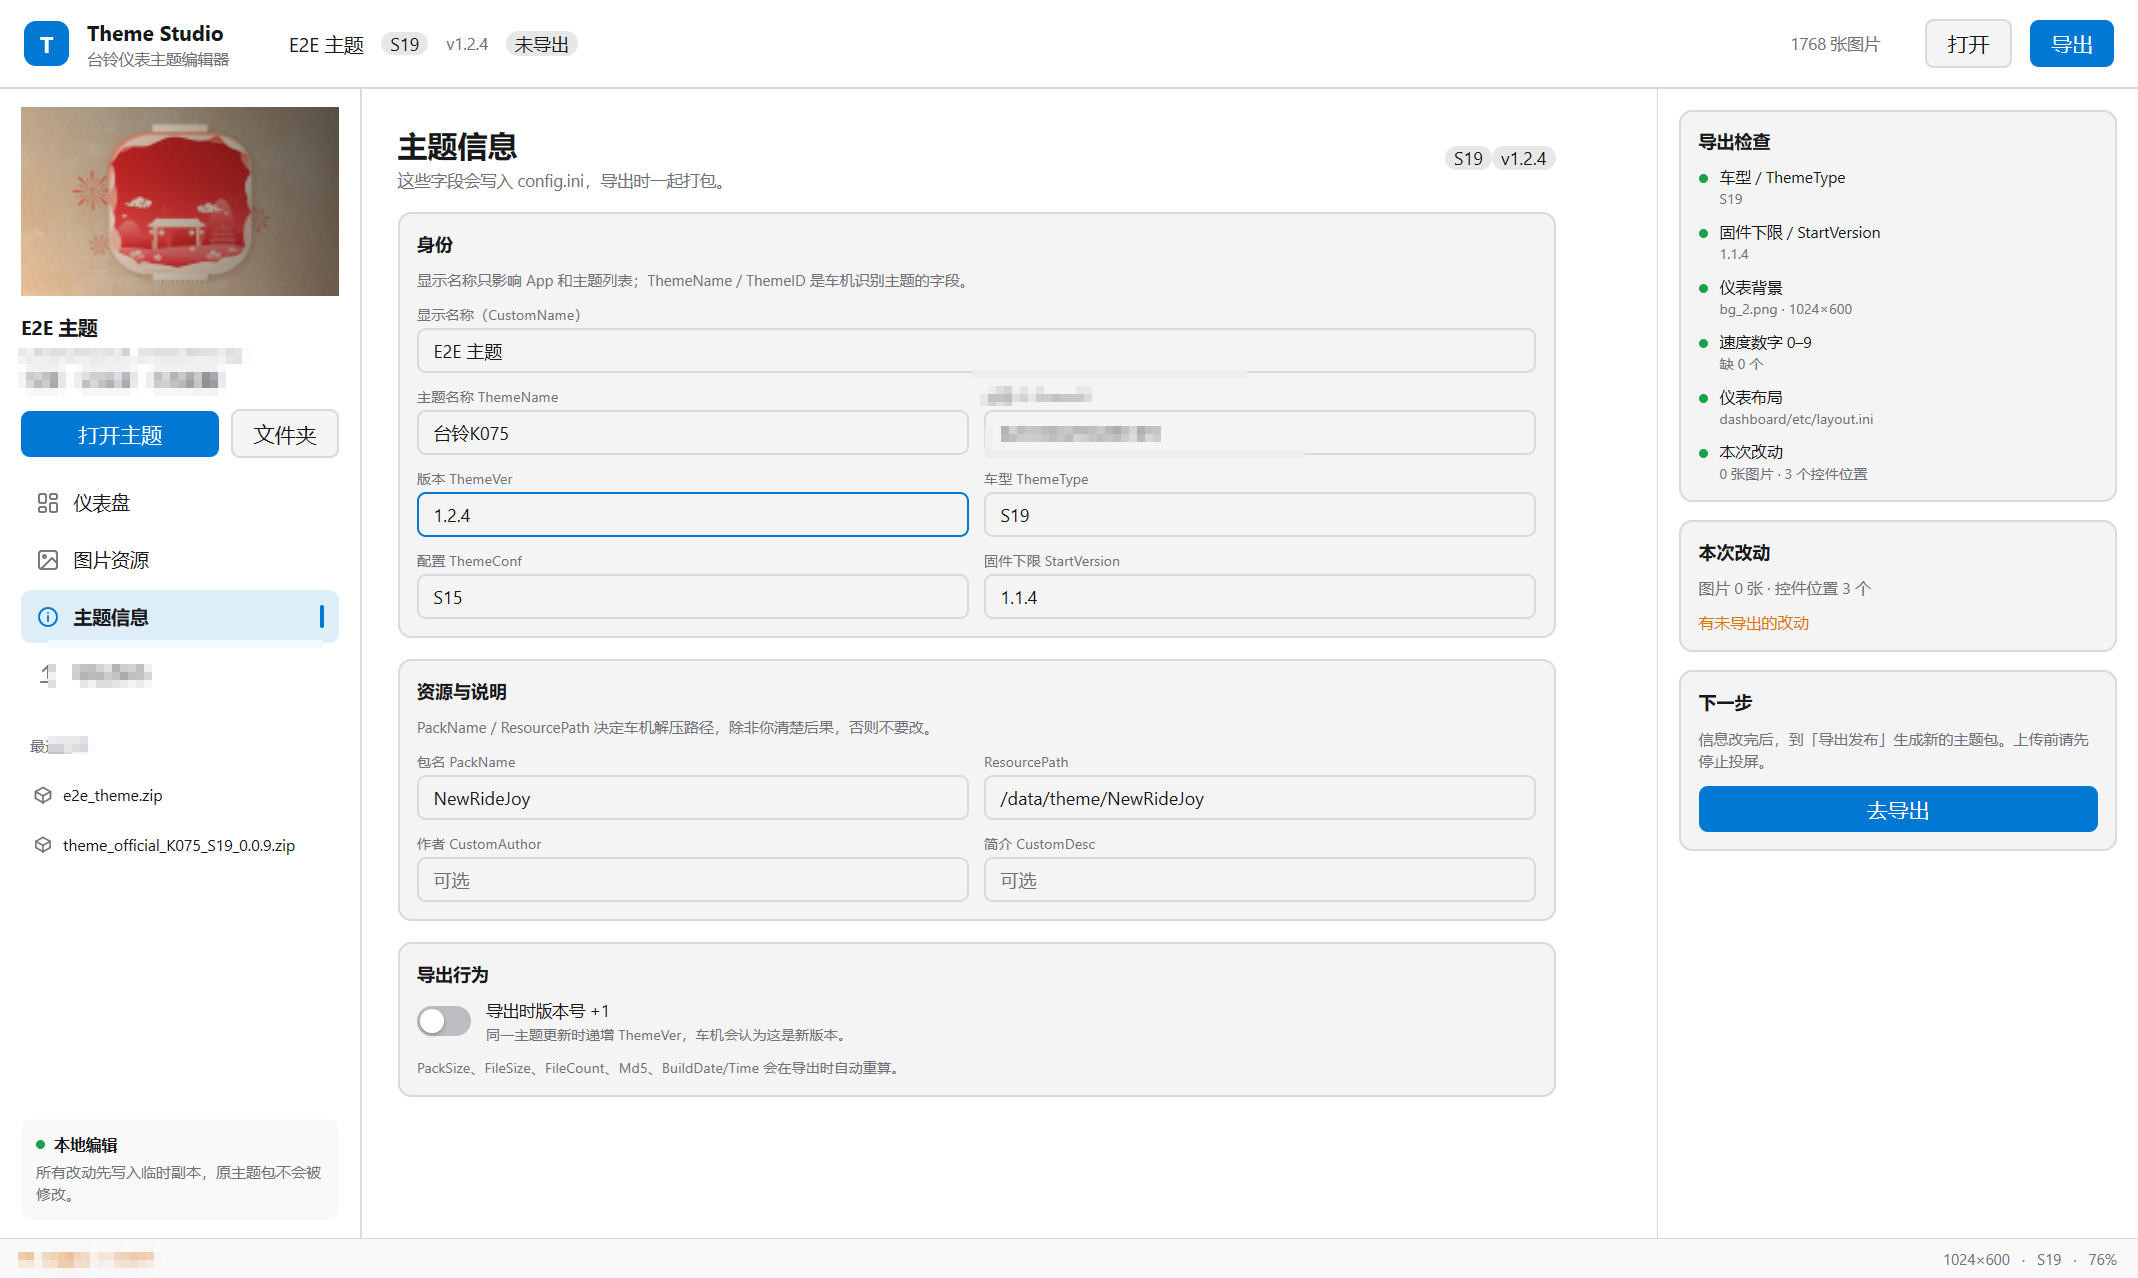 T
Theme Studio
台铃仪表主题编辑器
E2E 主题
S19
v1.2.4
未导出
1768 张图片
打开
导出
E2E 主题
打开主题
文件夹
仪表盘
图片资源
主题信息
e2e_theme.zip
theme_official_K075_S19_0.0.9.zip
本地编辑
所有改动先写入临时副本，原主题包不会被
修改。
主题信息
这些字段会写入 config.ini，导出时一起打包。
S19
v1.2.4
身份
显示名称只影响 App 和主题列表；ThemeName / ThemeID 是车机识别主题的字段。
显示名称（CustomName）
E2E 主题
主题名称 ThemeName
台铃K075
版本 ThemeVer
1.2.4
车型 ThemeType
S19
配置 ThemeConf
S15
固件下限 StartVersion
1.1.4
资源与说明
PackName / ResourcePath 决定车机解压路径，除非你清楚后果，否则不要改。
包名 PackName
NewRideJoy
ResourcePath
/data/theme/NewRideJoy
作者 CustomAuthor
可选
简介 CustomDesc
可选
导出行为
导出时版本号 +1
同一主题更新时递增 ThemeVer，车机会认为这是新版本。
PackSize、FileSize、FileCount、Md5、BuildDate/Time 会在导出时自动重算。
导出检查
车型 / ThemeType
S19
固件下限 / StartVersion
1.1.4
仪表背景
bg_2.png · 1024×600
速度数字 0–9
缺 0 个
仪表布局
dashboard/etc/layout.ini
本次改动
0 张图片 · 3 个控件位置
本次改动
图片 0 张 · 控件位置 3 个
有未导出的改动
下一步
信息改完后，到「导出发布」生成新的主题包。上传前请先
停止投屏。
去导出
1024×600 · S19 · 76%